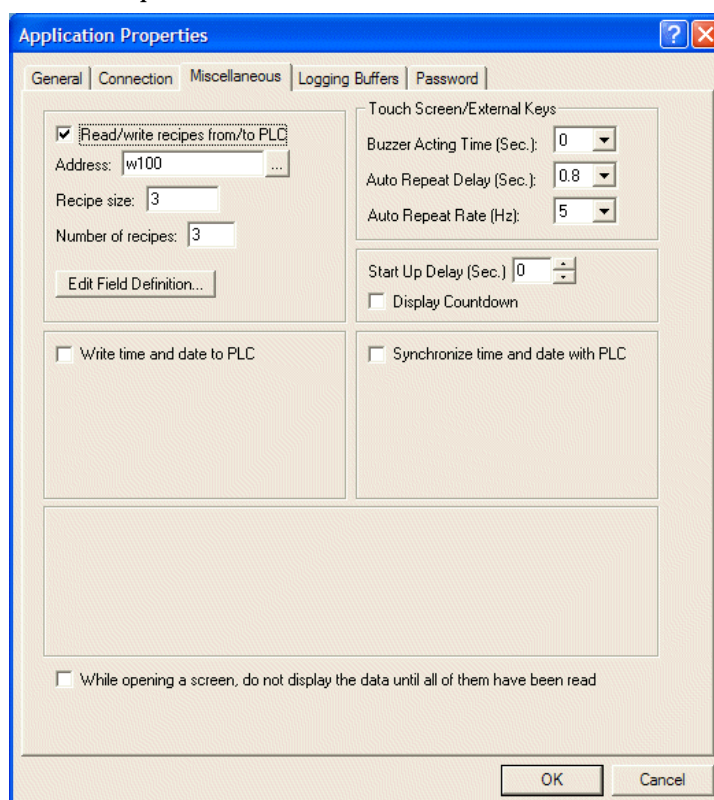 Application Properties
General
Connection
Miscellaneous
Logging Buffers
Password
Read/write recipes from/to PLC
Address: w100 ...
Recipe size: 3
Number of recipes: 3
Edit Field Definition...
Touch Screen/External Keys
Buzzer Acting Time (Sec.): 0
Auto Repeat Delay (Sec.): 0.8
Auto Repeat Rate (Hz): 5
Start Up Delay (Sec.) 0
Display Countdown
Write time and date to PLC
Synchronize time and date with PLC
While opening a screen, do not display the data until all of them have been read
OK
Cancel